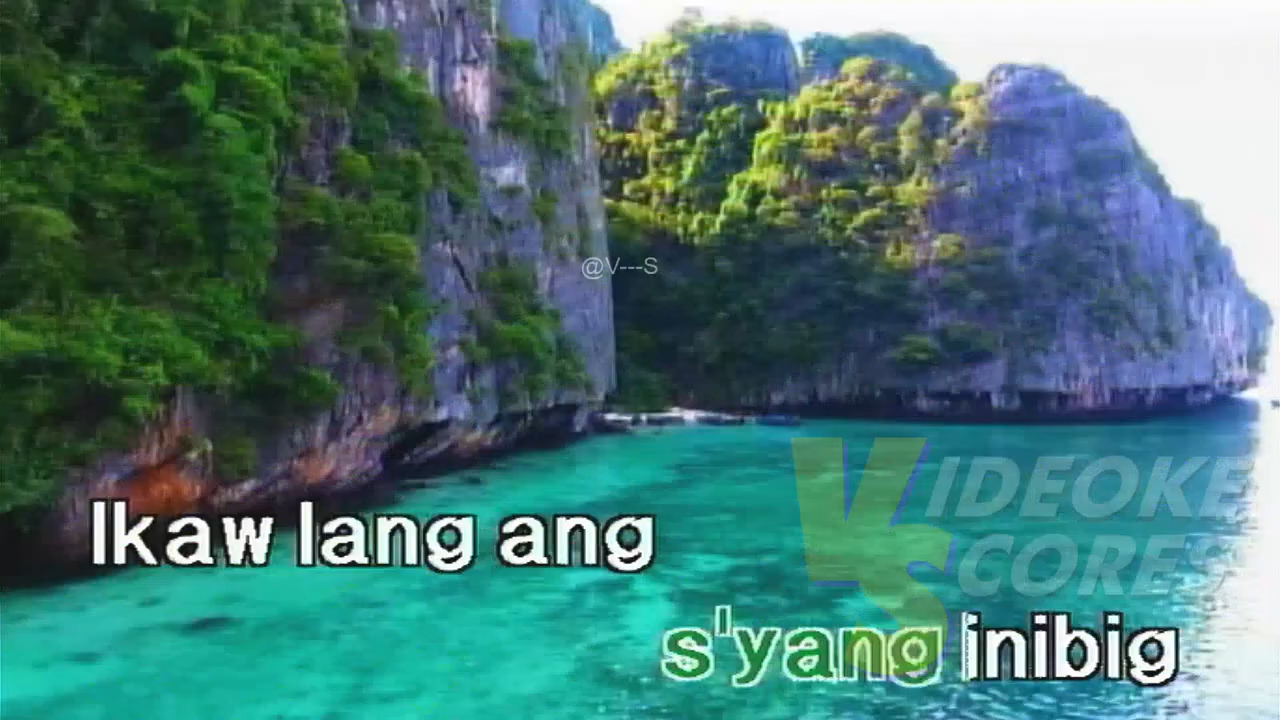 @V---S
VIDEOKE
SCORES
Ikaw lang ang
s'yang inibig